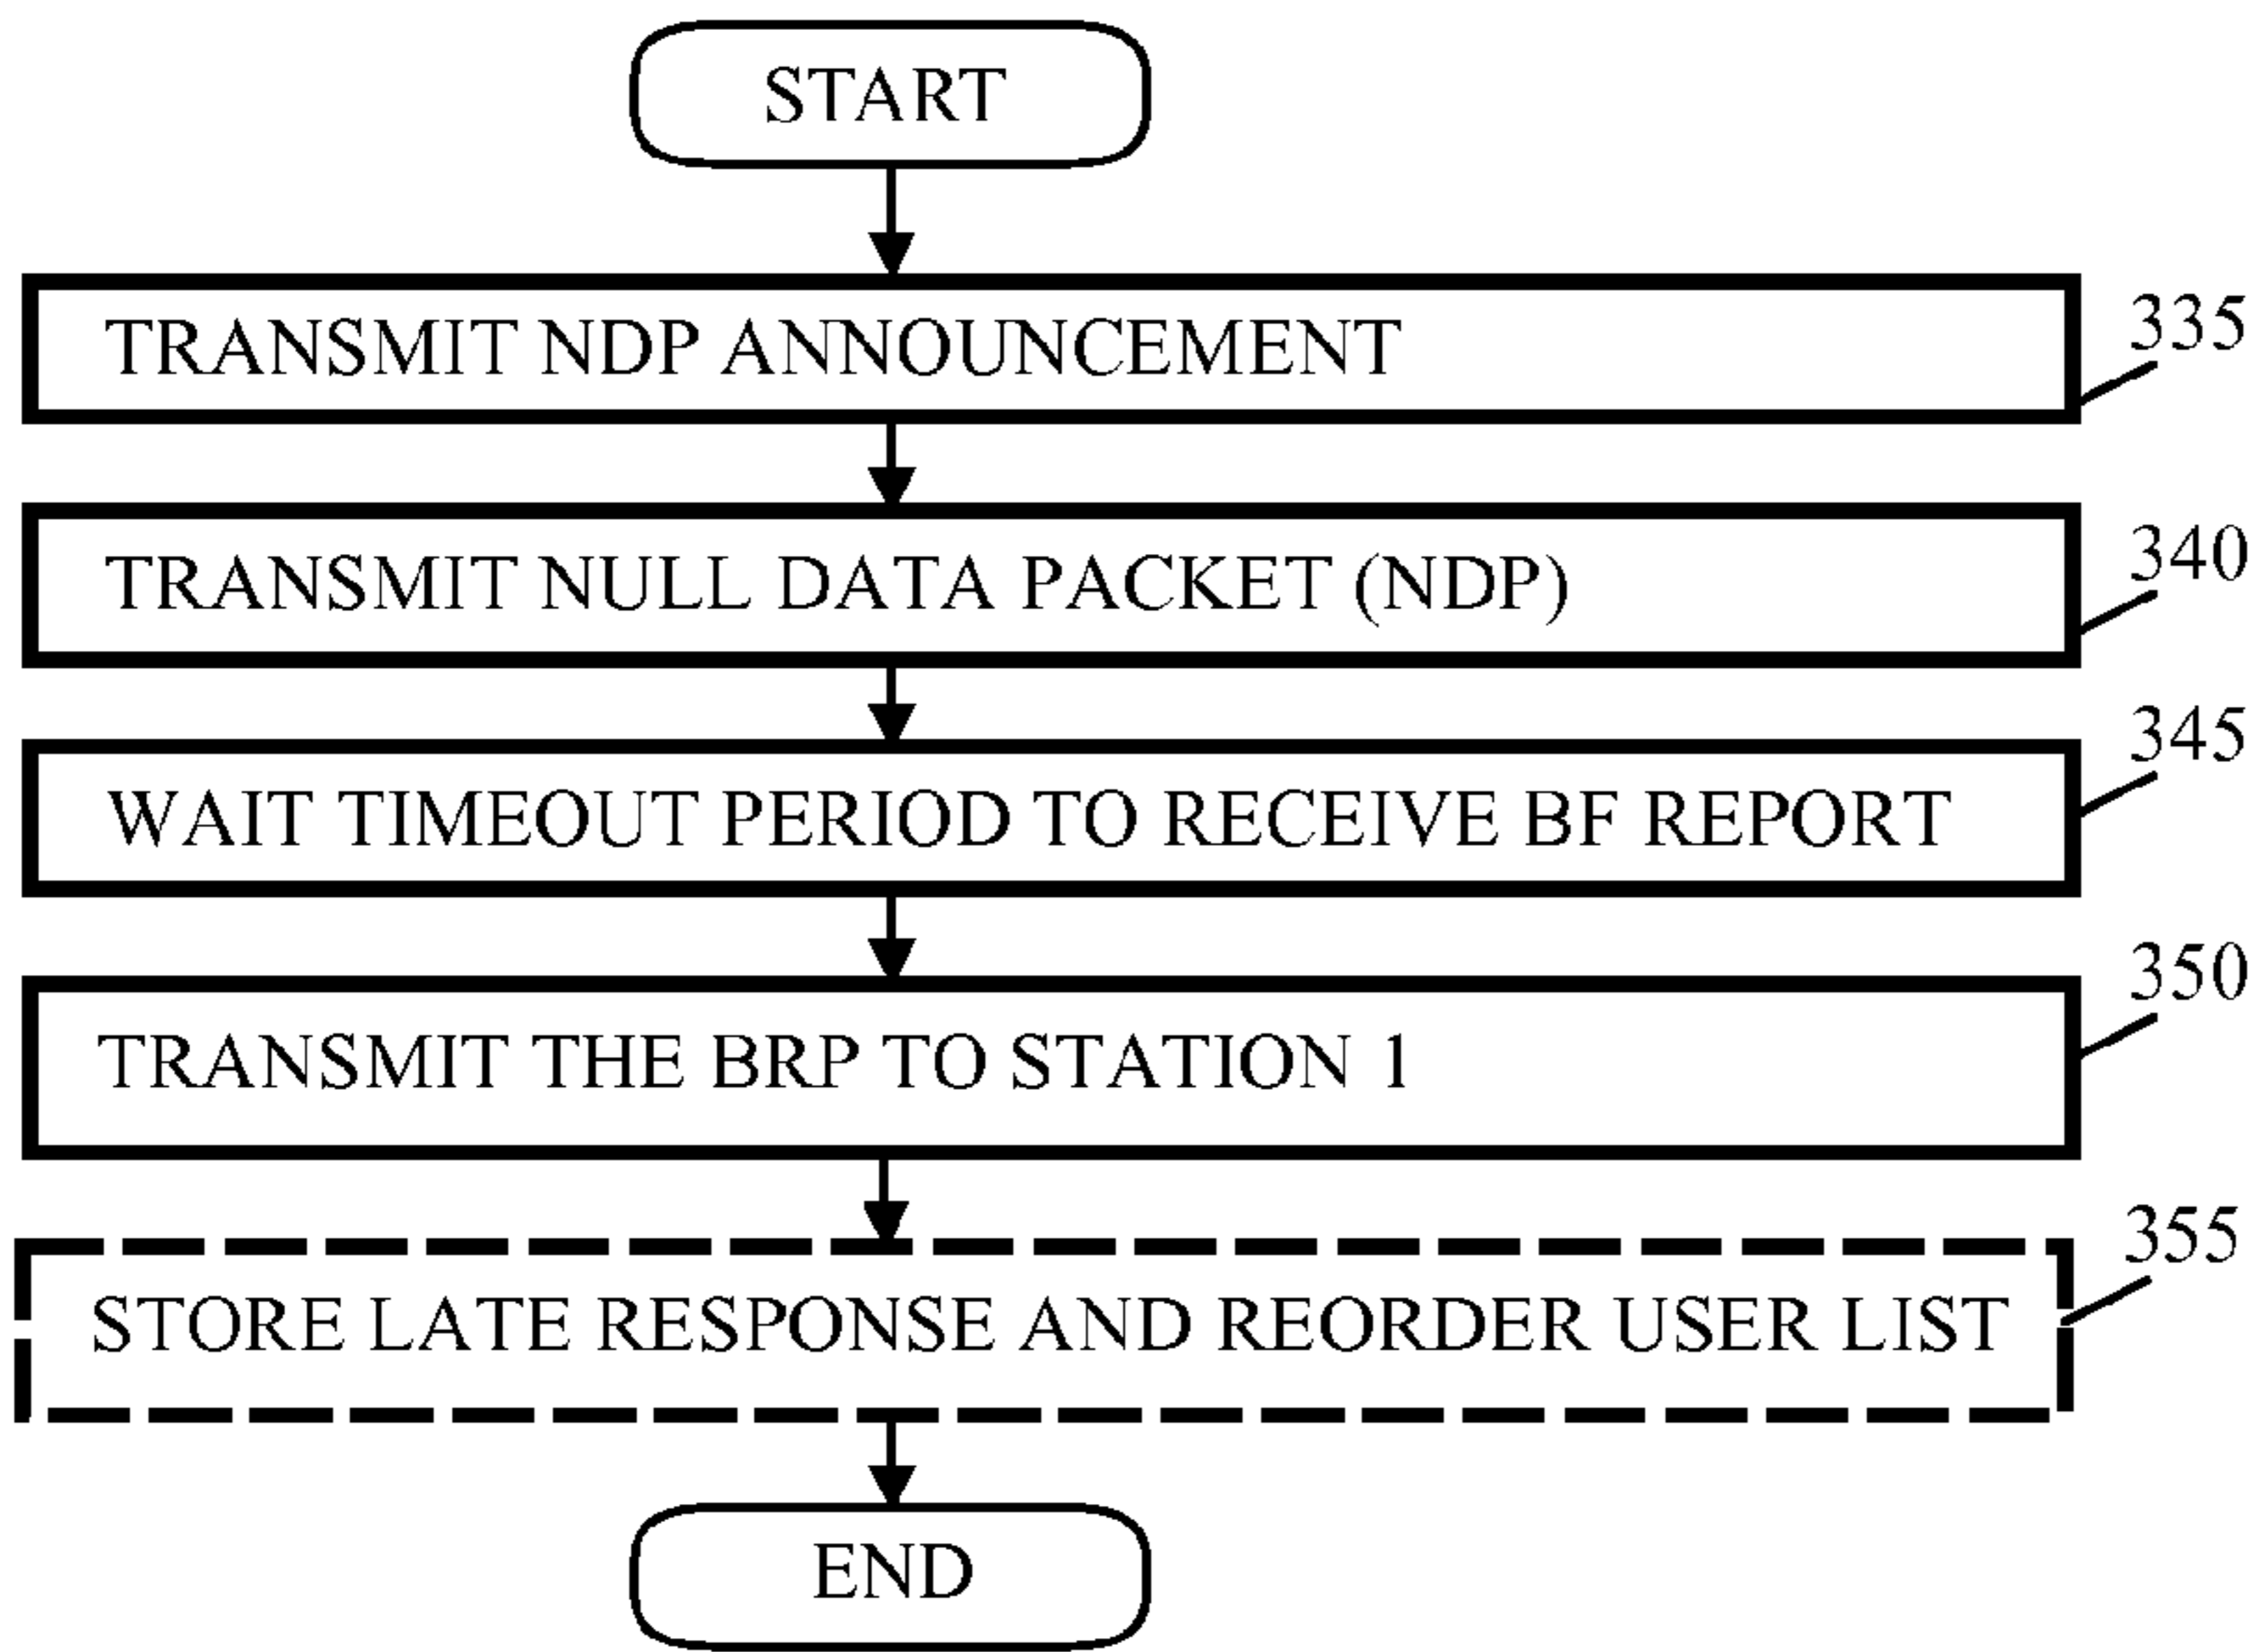 START
TRANSMIT NDP ANNOUNCEMENT
335
TRANSMIT NULL DATA PACKET (NDP)
340
WAIT TIMEOUT PERIOD TO RECEIVE BF REPORT
345
TRANSMIT THE BRP TO STATION 1
350
STORE LATE RESPONSE AND REORDER USER LIST
355
END